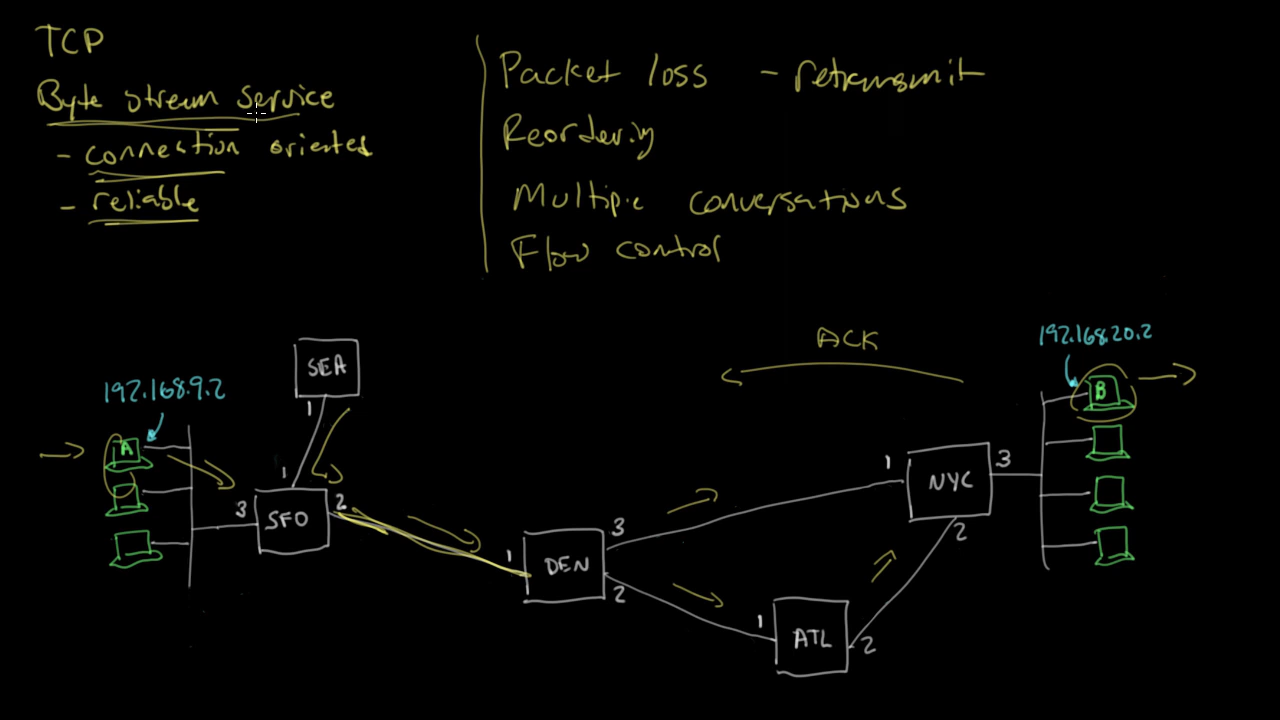 TCP
Byte stream service
- connection oriented
- reliable
Packet loss - retransmit
Reordering
Multiple conversations
Flow control
ACK
192.168.20.2
SEA
192.168.9.2
1
B
A
1
1
3
NYC
3
2
SFO
2
3
1
DEN
2
1
ATL
2